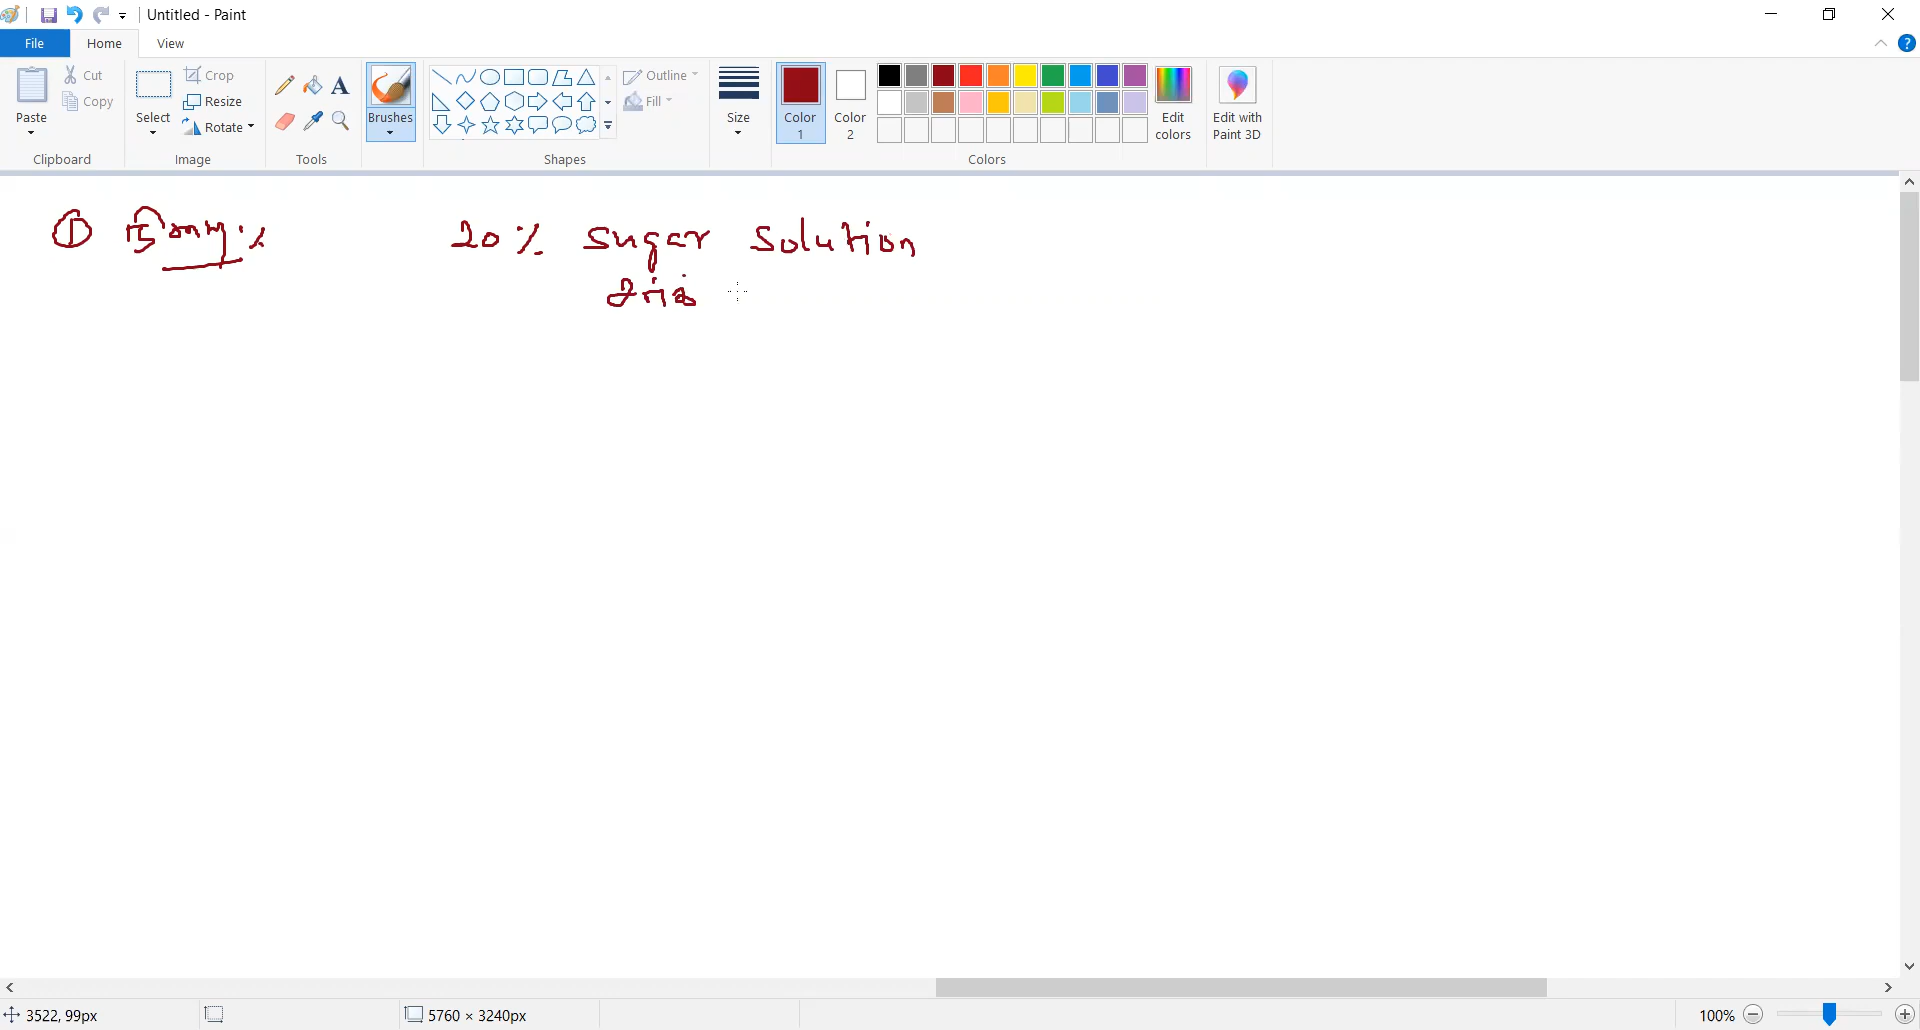 Untitled - Paint
File
Home
View
Paste
Cut
Copy
Clipboard
Select
Crop
Resize
Rotate
Image
Tools
Brushes
Shapes
Outline
Fill
Size
Color 1
Color 2
Colors
Edit colors
Edit with Paint 3D
①
20% sugar solution
3522, 99px
5760 × 3240px
100%